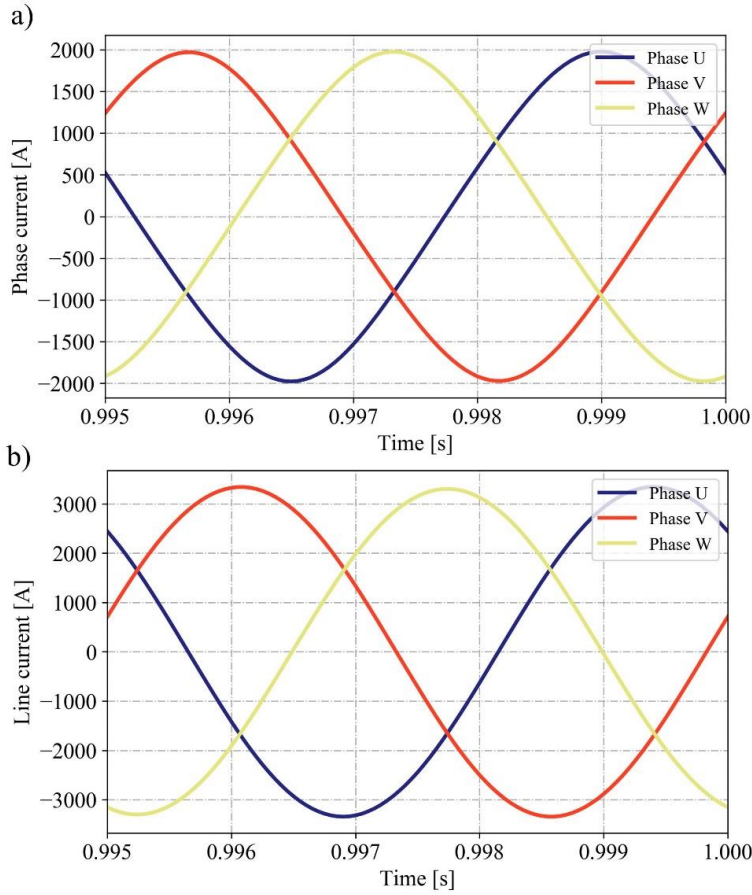 a)
2000
1500
1000
500
0
−500
−1000
−1500
−2000
Phase current [A]
Phase U
Phase V
Phase W
0.995 0.996 0.997 0.998 0.999 1.000
Time [s]
b)
3000
2000
1000
0
−1000
−2000
−3000
Line current [A]
Phase U
Phase V
Phase W
0.995 0.996 0.997 0.998 0.999 1.000
Time [s]